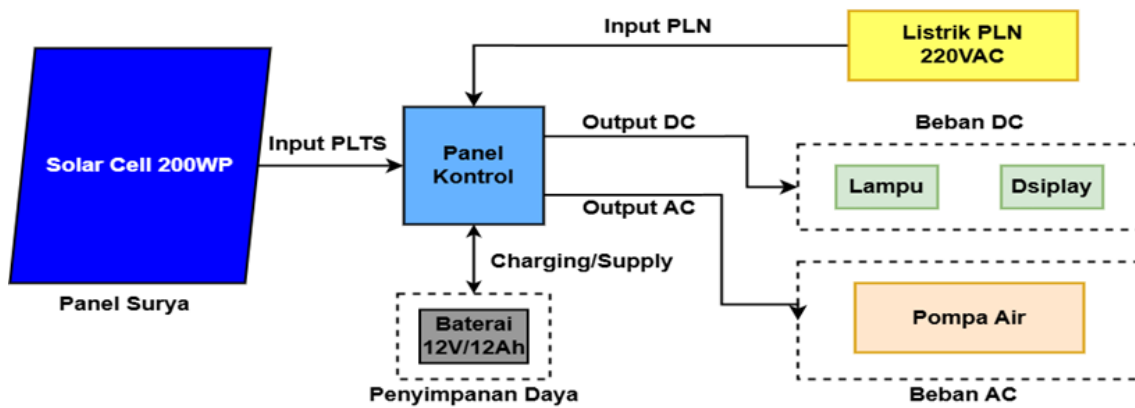 Input PLN
Listrik PLN
220VAC
Solar Cell 200WP
Input PLTS
Panel
Kontrol
Output DC
Output AC
Beban DC
Lampu
Dsiplay
Charging/Supply
Panel Surya
Baterai
12V/12Ah
Penyimpanan Daya
Pompa Air
Beban AC